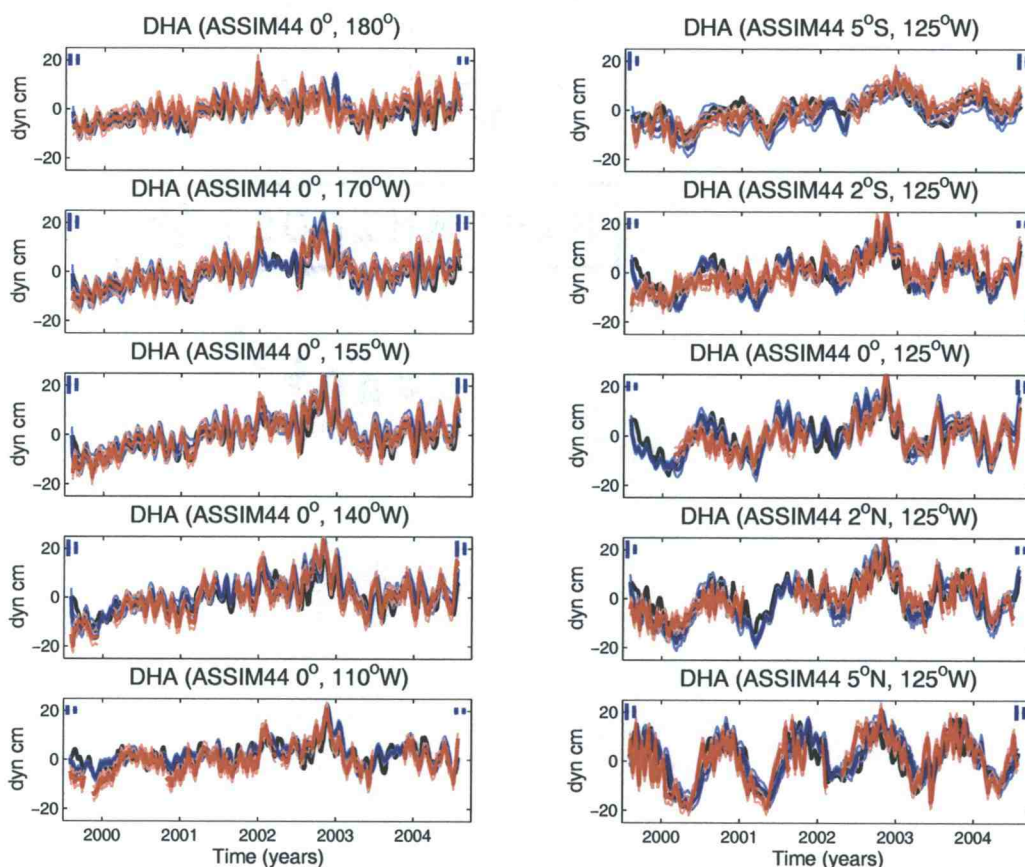 DHA (ASSIM44 0°, 180°)
20
0
−20
dyn cm
DHA (ASSIM44 0°, 170°W)
20
0
−20
dyn cm
DHA (ASSIM44 0°, 155°W)
20
0
−20
dyn cm
DHA (ASSIM44 0°, 140°W)
20
0
−20
dyn cm
DHA (ASSIM44 0°, 110°W)
20
0
−20
dyn cm
2000 2001 2002 2003 2004
Time (years)
DHA (ASSIM44 5°S, 125°W)
20
0
−20
dyn cm
DHA (ASSIM44 2°S, 125°W)
20
0
−20
dyn cm
DHA (ASSIM44 0°, 125°W)
20
0
−20
dyn cm
DHA (ASSIM44 2°N, 125°W)
20
0
−20
dyn cm
DHA (ASSIM44 5°N, 125°W)
20
0
−20
dyn cm
2000 2001 2002 2003 2004
Time (years)